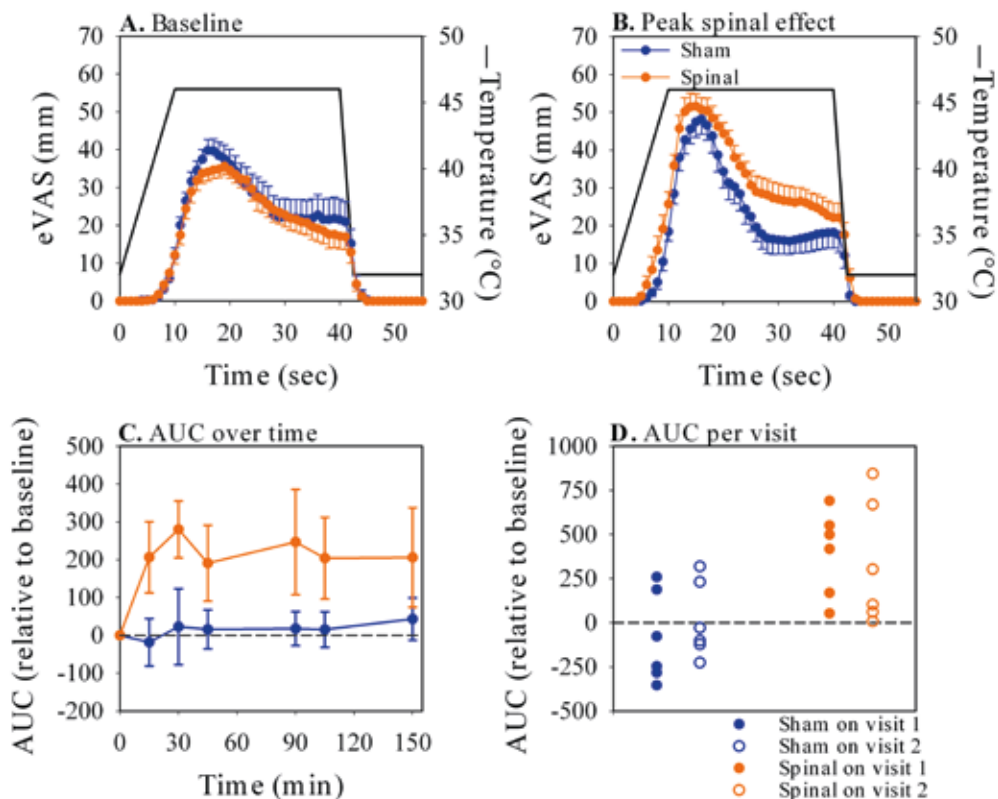 A. Baseline
eVAS (mm)
70
60
50
40
30
20
10
0
50
45
40
35
30
—Temperature (°C)
0 10 20 30 40 50
Time (sec)
B. Peak spinal effect
Sham
Spinal
eVAS (mm)
70
60
50
40
30
20
10
0
50
45
40
35
30
—Temperature (°C)
0 10 20 30 40 50
Time (sec)
C. AUC over time
AUC (relative to baseline)
500
400
300
200
100
0
-100
-200
0 30 60 90 120 150
Time (min)
D. AUC per visit
AUC (relative to baseline)
1000
750
500
250
0
-250
-500
Sham on visit 1
Sham on visit 2
Spinal on visit 1
Spinal on visit 2